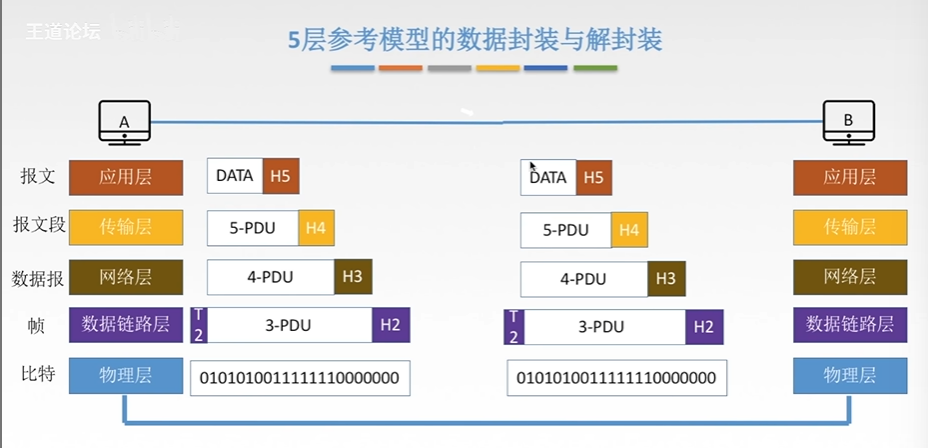 王道论坛
5层参考模型的数据封装与解封装
A B
报文 应用层 DATA H5 DATA H5 应用层
报文段 传输层 5-PDU H4 5-PDU H4 传输层
数据报 网络层 4-PDU H3 4-PDU H3 网络层
帧 数据链路层 T2 3-PDU H2 T2 3-PDU H2 数据链路层
比特 物理层 0101010011111110000000 0101010011111110000000 物理层